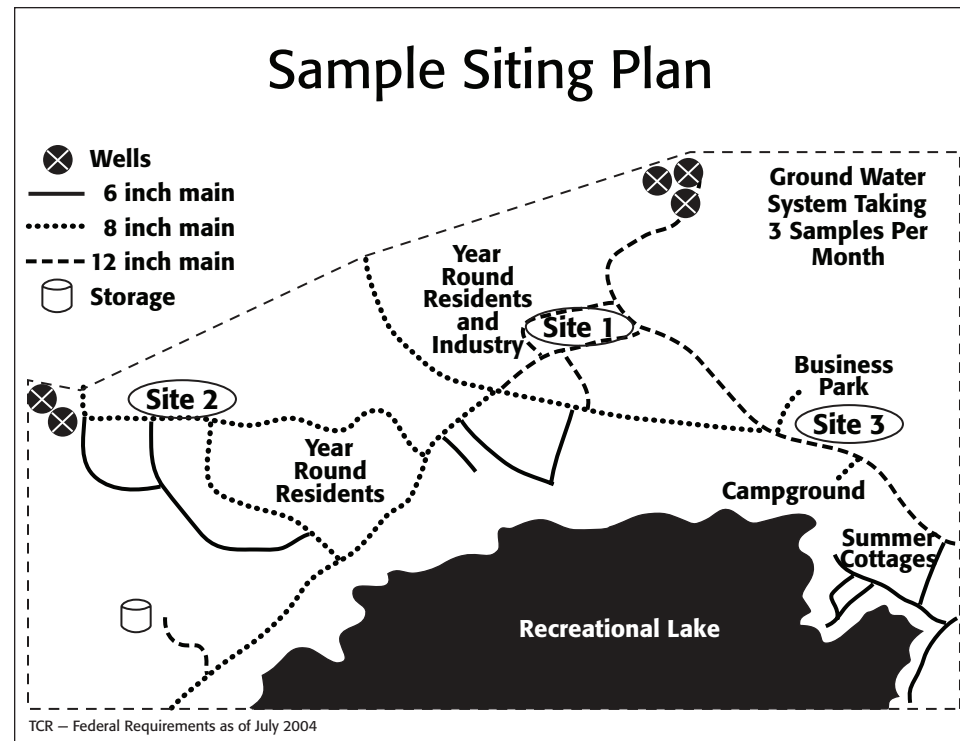 Sample Siting Plan
Wells
6 inch main
8 inch main
12 inch main
Storage
Ground Water
System Taking
3 Samples Per
Month
Year
Round
Residents
and
Industry
Site 1
Business
Park
Site 2
Site 3
Year
Round
Residents
Campground
Summer
Cottages
Recreational Lake
TCR — Federal Requirements as of July 2004